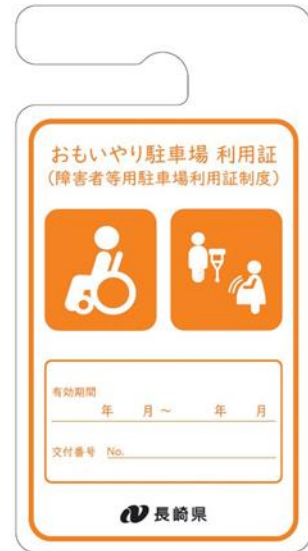 おもいやり駐車場 利用証
(障害者等用駐車場利用証制度)
有効期間
年 月～ 年 月
交付番号 No.
長崎県